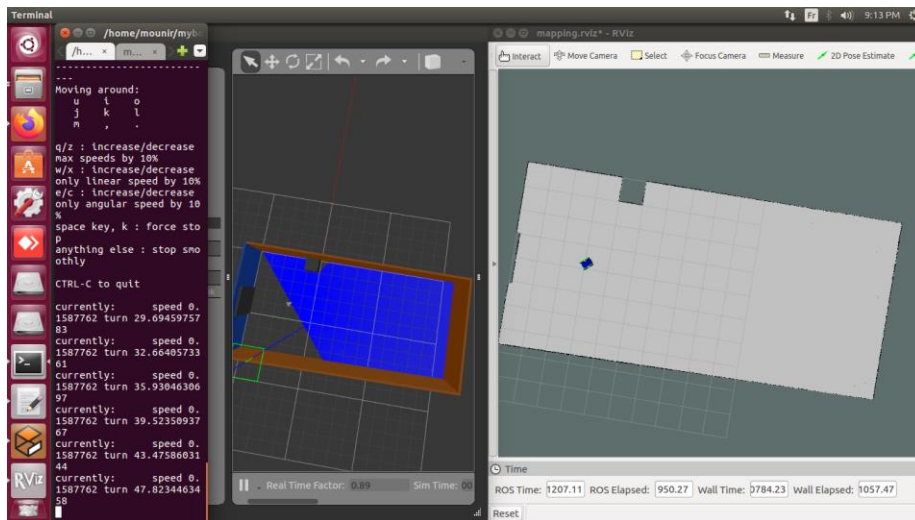 Terminal
Fr
9:13 PM
/home/mounir/mybo
/h... × m... ×
---
Moving around:
u i o
j k l
m , .
q/z : increase/decrease
max speeds by 10%
w/x : increase/decrease
only linear speed by 10%
e/c : increase/decrease
only angular speed by 10
%
space key, k : force sto
p
anything else : stop smo
othly
CTRL-C to quit
currently: speed 0.
1587762 turn 29.69459757
83
currently: speed 0.
1587762 turn 32.66405733
61
currently: speed 0.
1587762 turn 35.93046306
97
currently: speed 0.
1587762 turn 39.52350937
67
currently: speed 0.
1587762 turn 43.47586031
44
currently: speed 0.
1587762 turn 47.82344634
58
RViz
Real Time Factor: 0.89 Sim Time: 00
mapping.rviz* - RViz
Interact Move Camera Select Focus Camera Measure 2D Pose Estimate
Time
ROS Time: 1207.11 ROS Elapsed: 950.27 Wall Time: 0784.23 Wall Elapsed: 1057.47
Reset